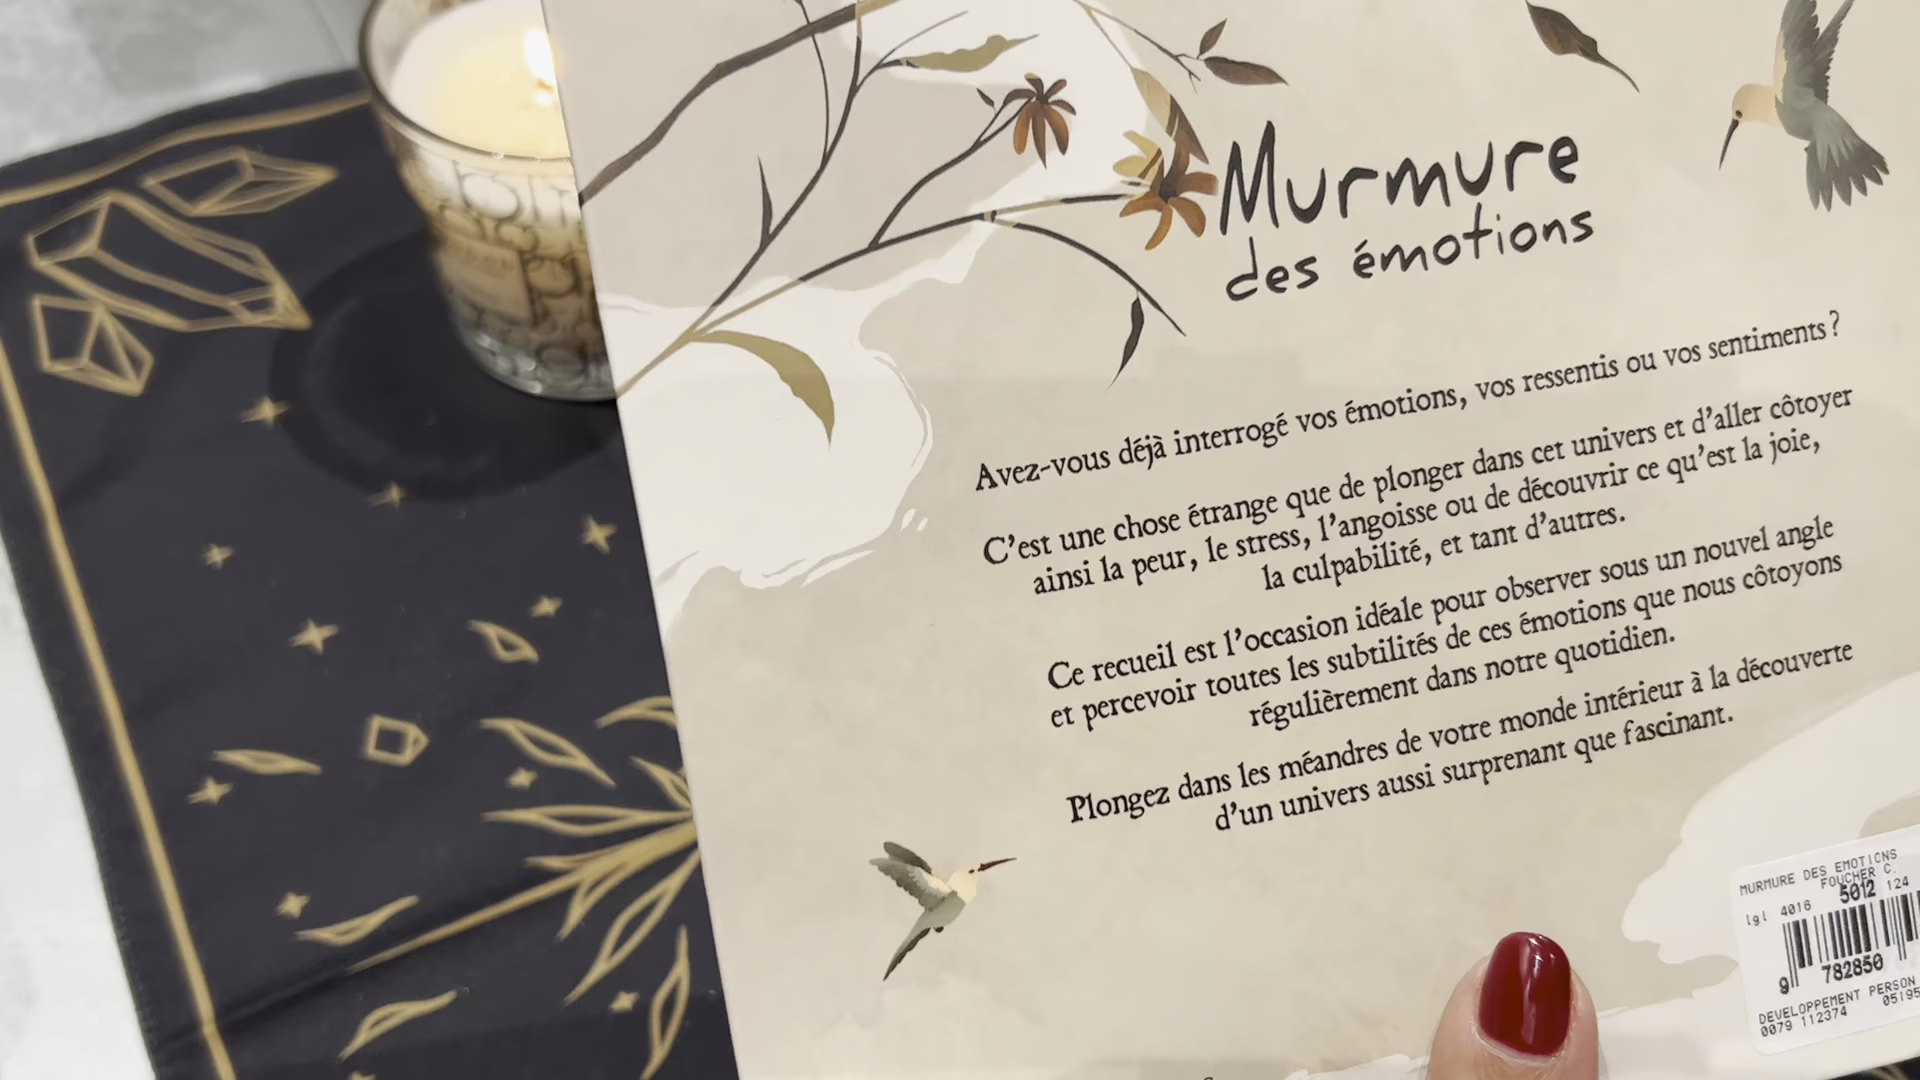 Murmure
des émotions
Avez-vous déjà interrogé vos émotions, vos ressentis ou vos sentiments ?
C'est une chose étrange que de plonger dans cet univers et d'aller côtoyer
ainsi la peur, le stress, l'angoisse ou de découvrir ce qu'est la joie,
la culpabilité, et tant d'autres.
Ce recueil est l'occasion idéale pour observer sous un nouvel angle
et percevoir toutes les subtilités de ces émotions que nous côtoyons
régulièrement dans notre quotidien.
Plongez dans les méandres de votre monde intérieur à la découverte
d'un univers aussi surprenant que fascinant.
MURMURE DES EMOTIONS
FOUCHER C.
lgl 4016 5012 124
9 782850
DEVELOPPEMENT PERSON
0079 112374 05195